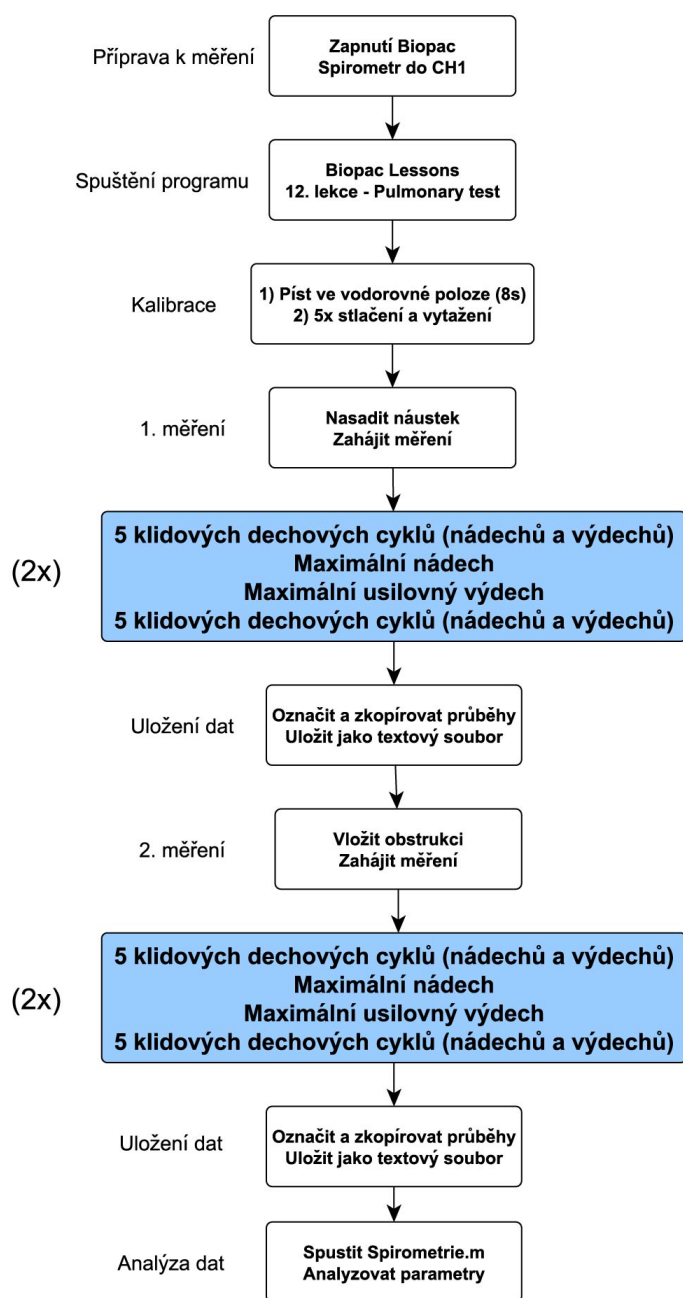 Příprava k měření
Zapnutí Biopac
Spirometr do CH1
Spuštění programu
Biopac Lessons
12. lekce - Pulmonary test
Kalibrace
1) Píst ve vodorovné poloze (8s)
2) 5x stlačení a vytažení
1. měření
Nasadit náustek
Zahájit měření
(2x)
5 klidových dechových cyklů (nádechů a výdechů)
Maximální nádech
Maximální usilovný výdech
5 klidových dechových cyklů (nádechů a výdechů)
Uložení dat
Označit a zkopírovat průběhy
Uložit jako textový soubor
2. měření
Vložit obstrukci
Zahájit měření
(2x)
5 klidových dechových cyklů (nádechů a výdechů)
Maximální nádech
Maximální usilovný výdech
5 klidových dechových cyklů (nádechů a výdechů)
Uložení dat
Označit a zkopírovat průběhy
Uložit jako textový soubor
Analýza dat
Spustit Spirometrie.m
Analyzovat parametry